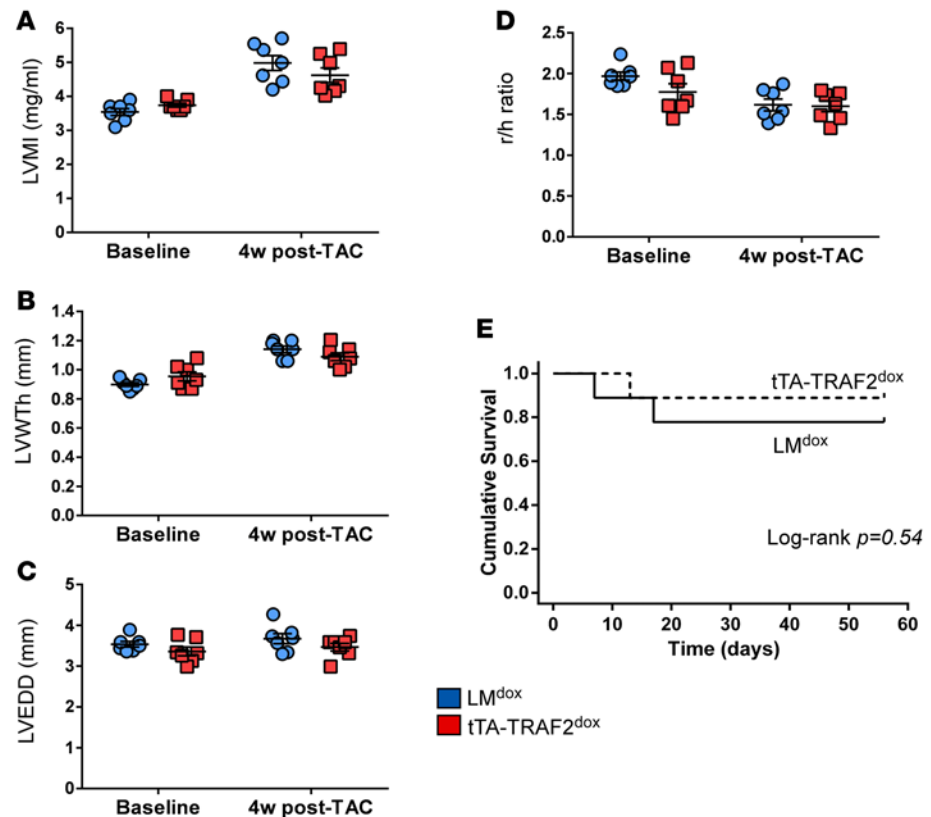 A
LVMI (mg/ml)
6
5
4
3
2
1
0
Baseline
4w post-TAC
B
LVWTh (mm)
1.4
1.2
1.0
0.8
0.6
0.4
0.2
0.0
Baseline
4w post-TAC
C
LVEDD (mm)
5
4
3
2
1
0
Baseline
4w post-TAC
D
r/h ratio
2.5
2.0
1.5
1.0
0.5
0.0
Baseline
4w post-TAC
E
Cumulative Survival
1.0
0.8
0.6
0.4
0.2
0.0
tTA-TRAF2dox
LMdox
Log-rank p=0.54
0 10 20 30 40 50 60
Time (days)
LMdox
tTA-TRAF2dox